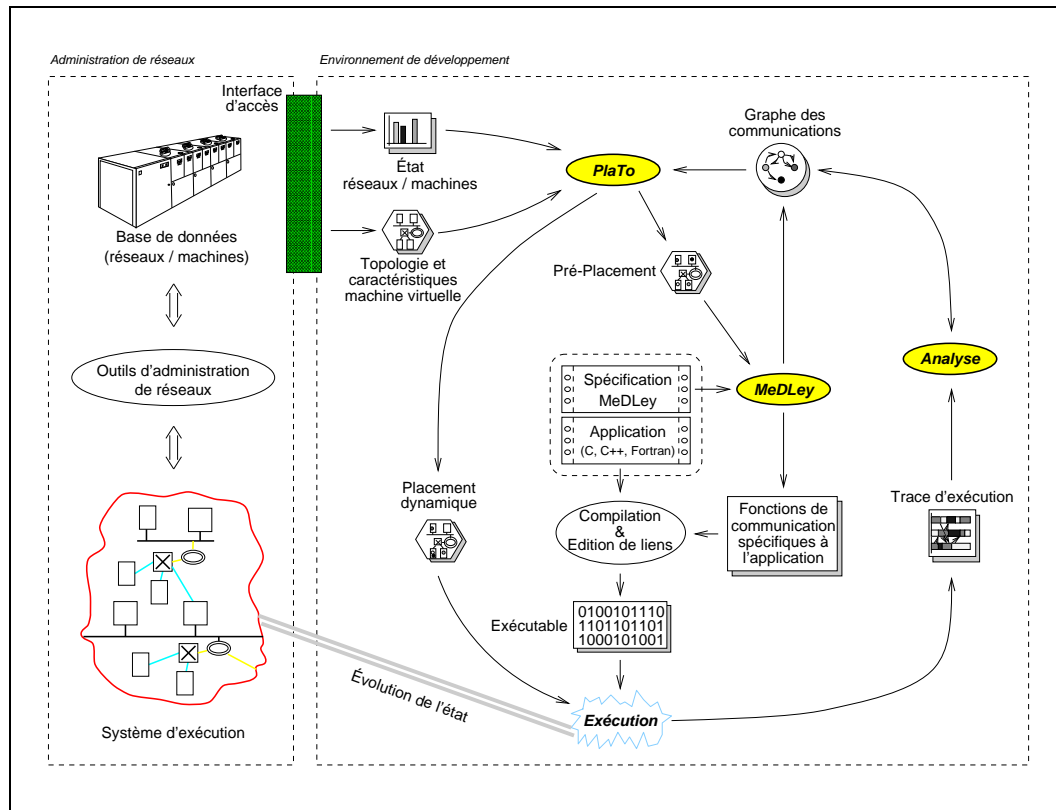 Administration de réseaux
Environnement de développement
Interface
d'accès
Base de données
(réseaux / machines)
Outils d'administration
de réseaux
Système d'exécution
État
réseaux / machines
Topologie et
caractéristiques
machine virtuelle
PlaTo
Graphe des
communications
Pré-Placement
Spécification
MeDLey
Application
(C, C++, Fortran)
MeDLey
Analyse
Placement
dynamique
Compilation
&
Edition de liens
Fonctions de
communication
spécifiques à
l'application
Trace d'exécution
Exécutable
0100101110
1101101101
1000101001
Évolution de l'état
Exécution